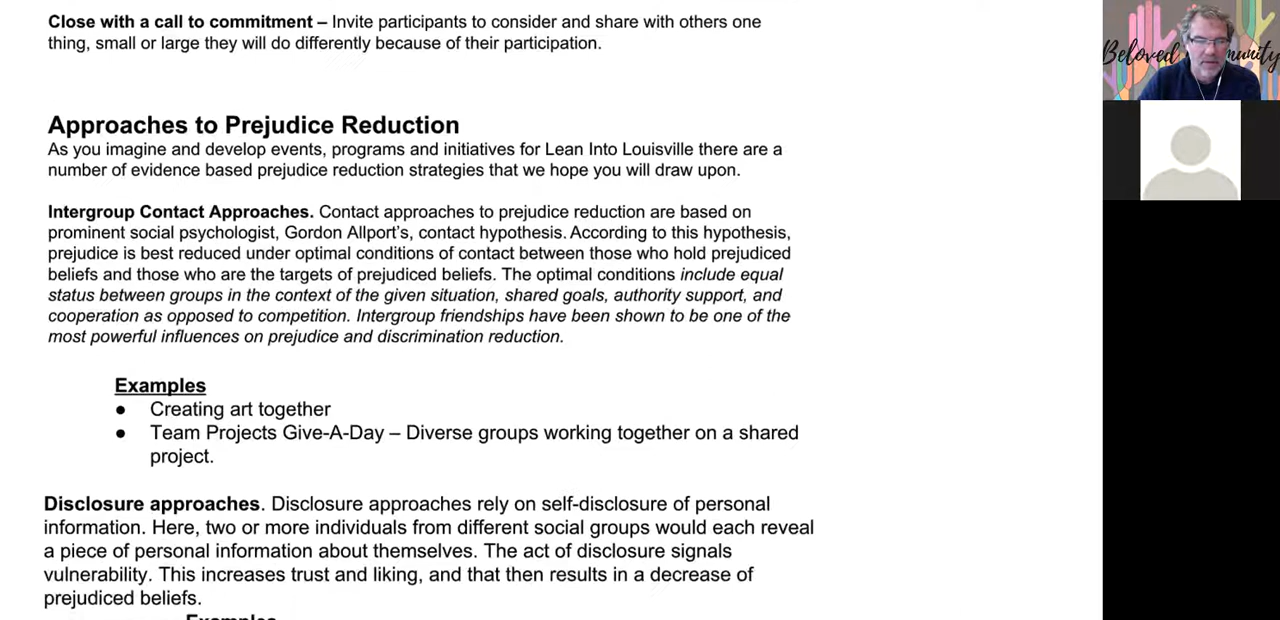 Close with a call to commitment – Invite participants to consider and share with others one
thing, small or large they will do differently because of their participation.
Approaches to Prejudice Reduction
As you imagine and develop events, programs and initiatives for Lean Into Louisville there are a
number of evidence based prejudice reduction strategies that we hope you will draw upon.
Intergroup Contact Approaches. Contact approaches to prejudice reduction are based on
prominent social psychologist, Gordon Allport's, contact hypothesis. According to this hypothesis,
prejudice is best reduced under optimal conditions of contact between those who hold prejudiced
beliefs and those who are the targets of prejudiced beliefs. The optimal conditions include equal
status between groups in the context of the given situation, shared goals, authority support, and
cooperation as opposed to competition. Intergroup friendships have been shown to be one of the
most powerful influences on prejudice and discrimination reduction.
Examples
● Creating art together
● Team Projects Give-A-Day – Diverse groups working together on a shared
project.
Disclosure approaches. Disclosure approaches rely on self-disclosure of personal
information. Here, two or more individuals from different social groups would each reveal
a piece of personal information about themselves. The act of disclosure signals
vulnerability. This increases trust and liking, and that then results in a decrease of
prejudiced beliefs.
Examples
Beloved